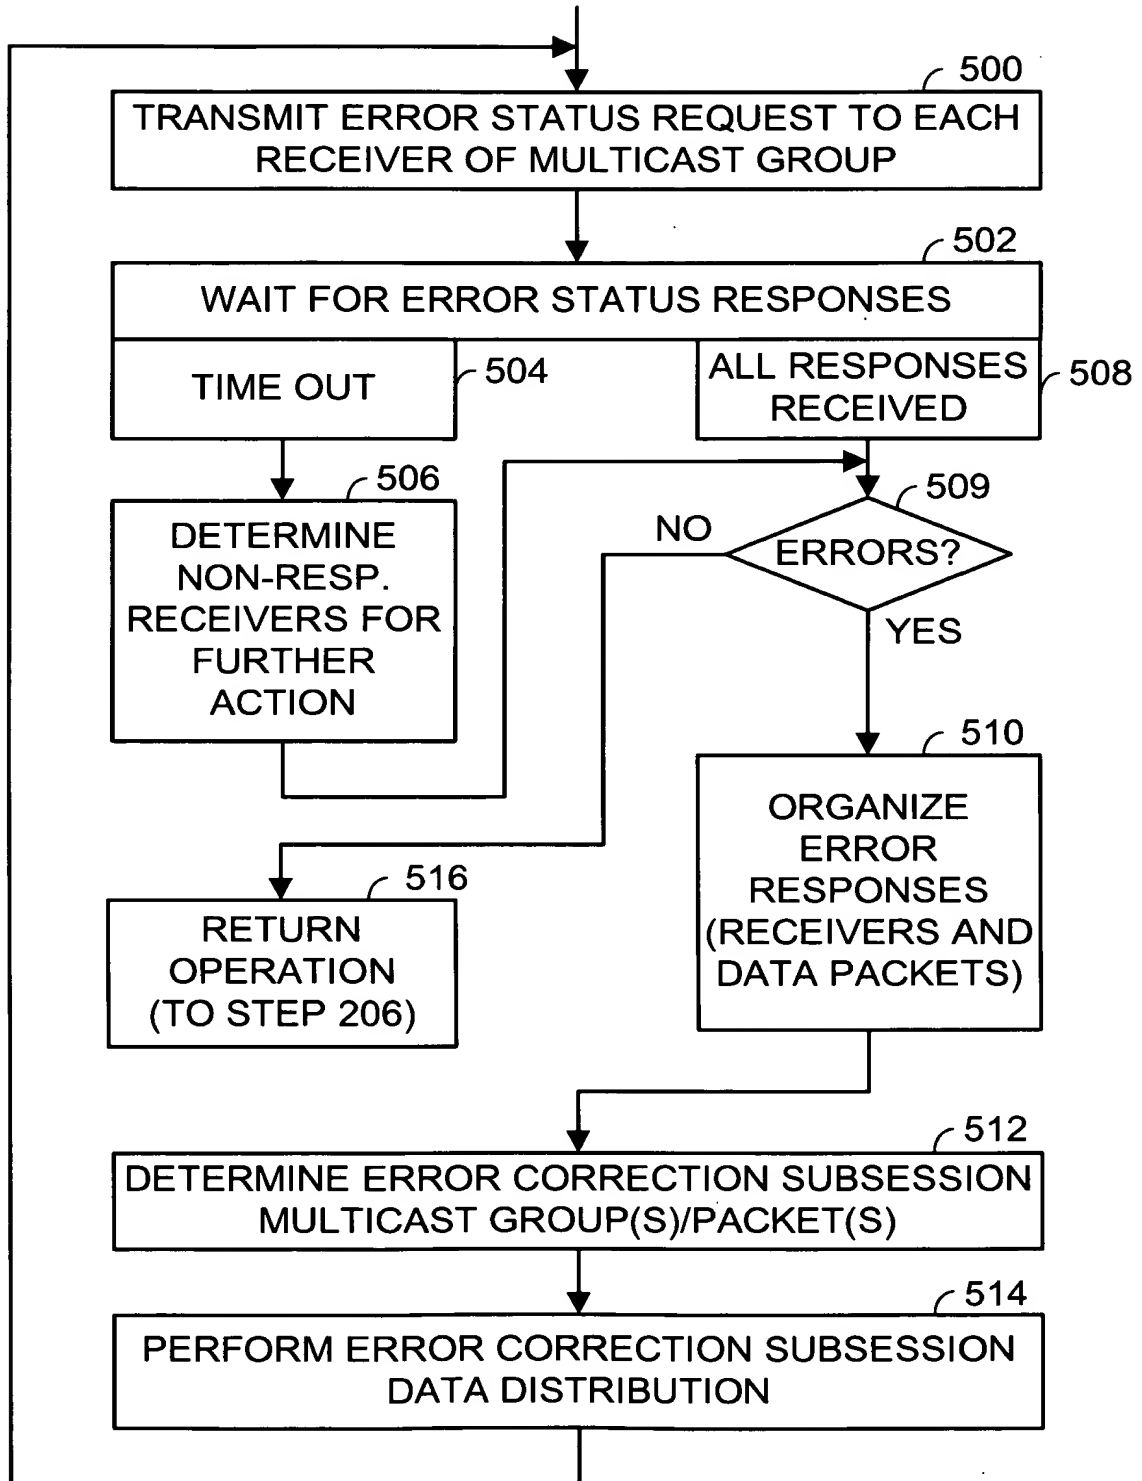 500
TRANSMIT ERROR STATUS REQUEST TO EACH
RECEIVER OF MULTICAST GROUP
502
WAIT FOR ERROR STATUS RESPONSES
TIME OUT
504
ALL RESPONSES
RECEIVED
508
506
DETERMINE
NON-RESP.
RECEIVERS FOR
FURTHER
ACTION
509
NO
ERRORS?
YES
510
ORGANIZE
ERROR
RESPONSES
(RECEIVERS AND
DATA PACKETS)
516
RETURN
OPERATION
(TO STEP 206)
512
DETERMINE ERROR CORRECTION SUBSESSION
MULTICAST GROUP(S)/PACKET(S)
514
PERFORM ERROR CORRECTION SUBSESSION
DATA DISTRIBUTION